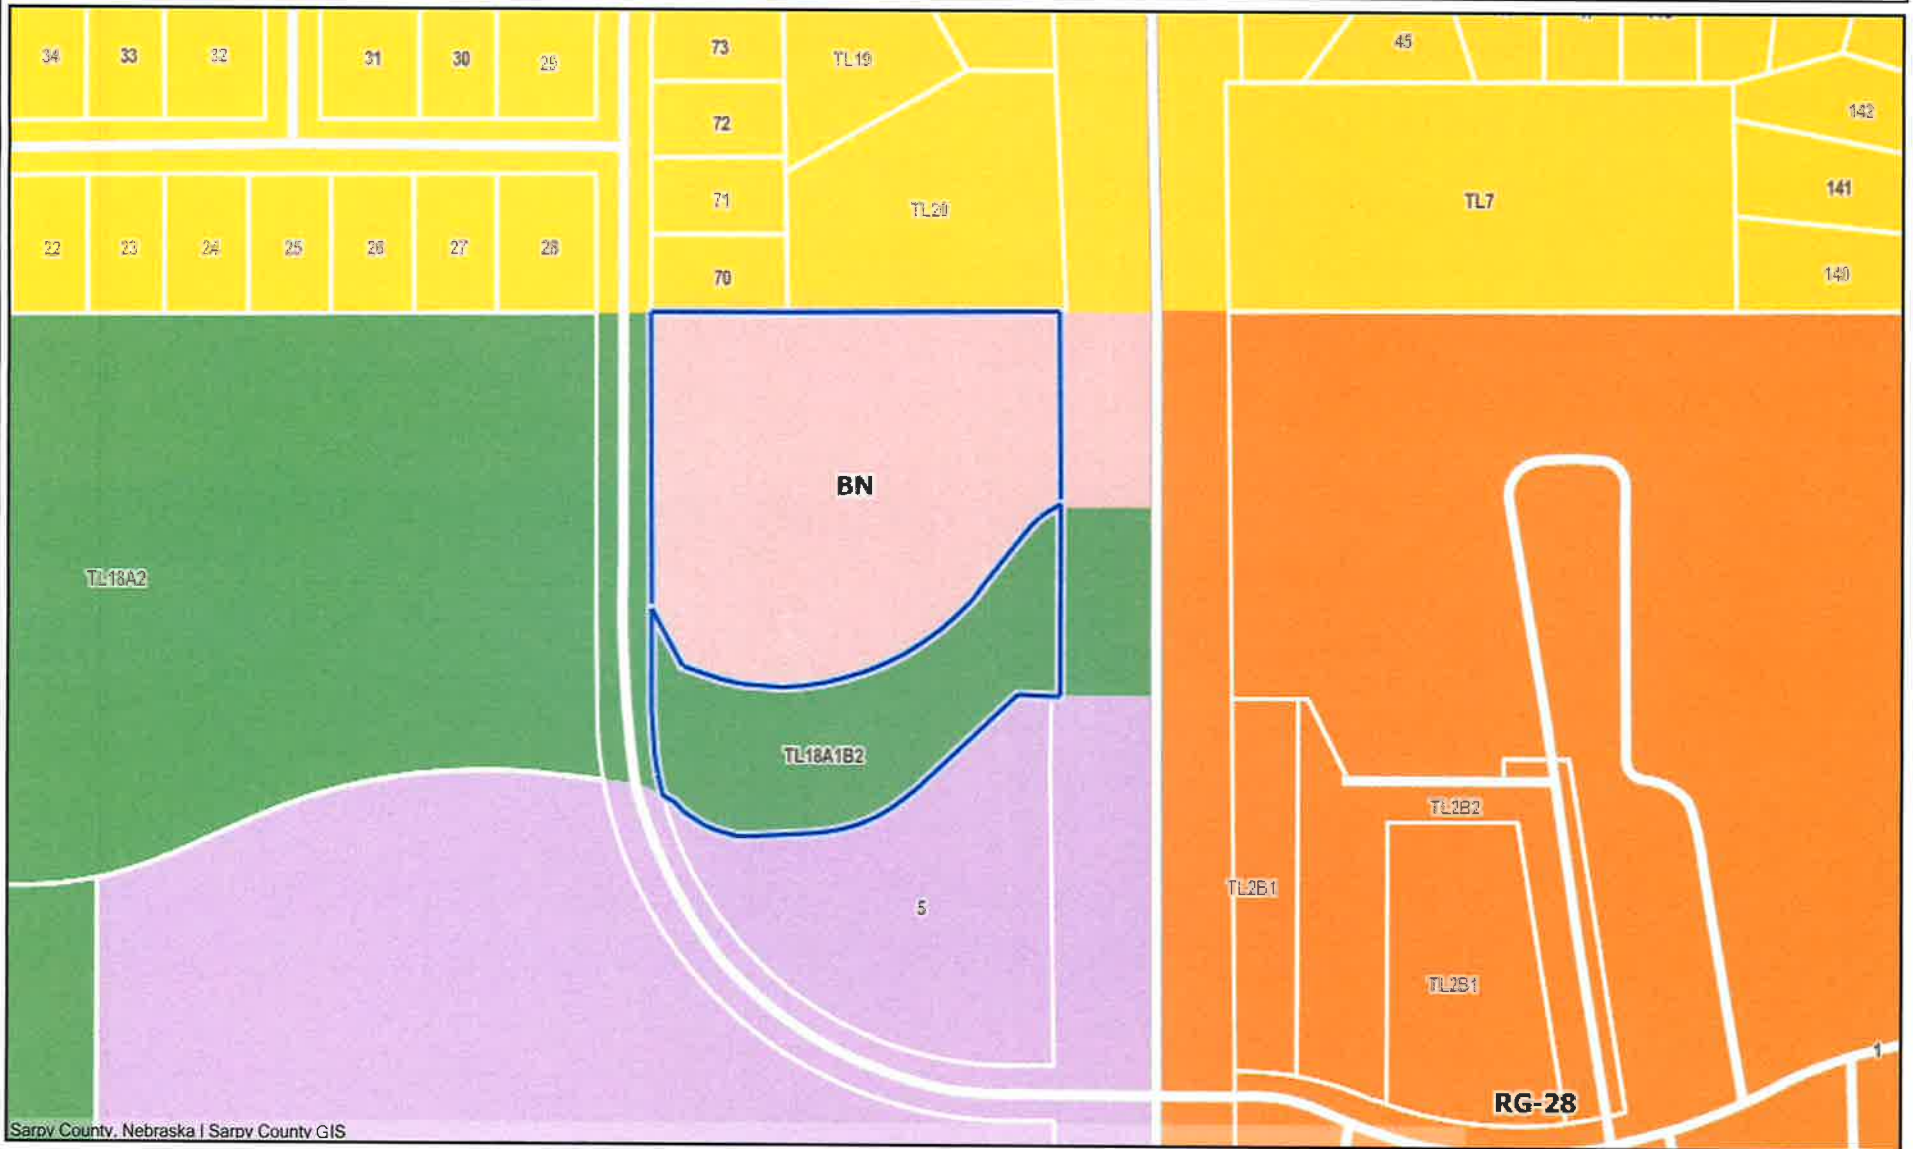 34 33 32 31 30 29 73 TL19 45
142
72
71 TL20 TL7 141
22 23 24 25 26 27 28 70 140
BN
TL18A2
TL18A1B2
TL2B2
TL2B1
5
TL2B1
1
RG-28
Sarpy County, Nebraska | Sarpy County GIS